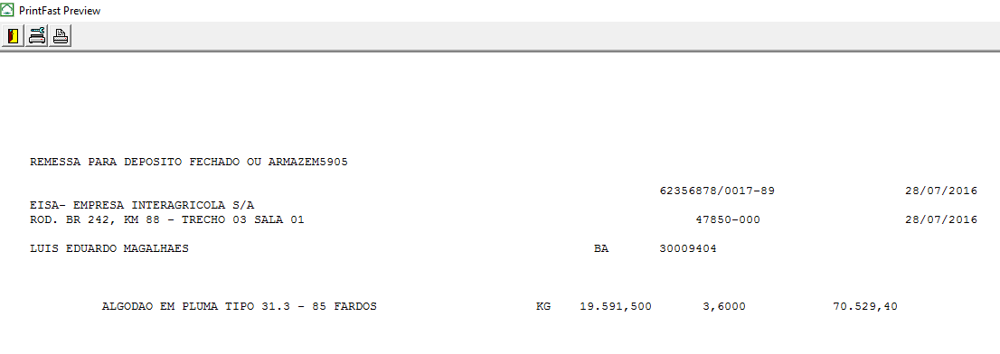 PrintFast Preview
REMESSA PARA DEPOSITO FECHADO OU ARMAZEM5905
62356878/0017-89 28/07/2016
EISA- EMPRESA INTERAGRICOLA S/A
ROD. BR 242, KM 88 - TRECHO 03 SALA 01 47850-000 28/07/2016
LUIS EDUARDO MAGALHAES BA 30009404
ALGODAO EM PLUMA TIPO 31.3 - 85 FARDOS KG 19.591,500 3,6000 70.529,40